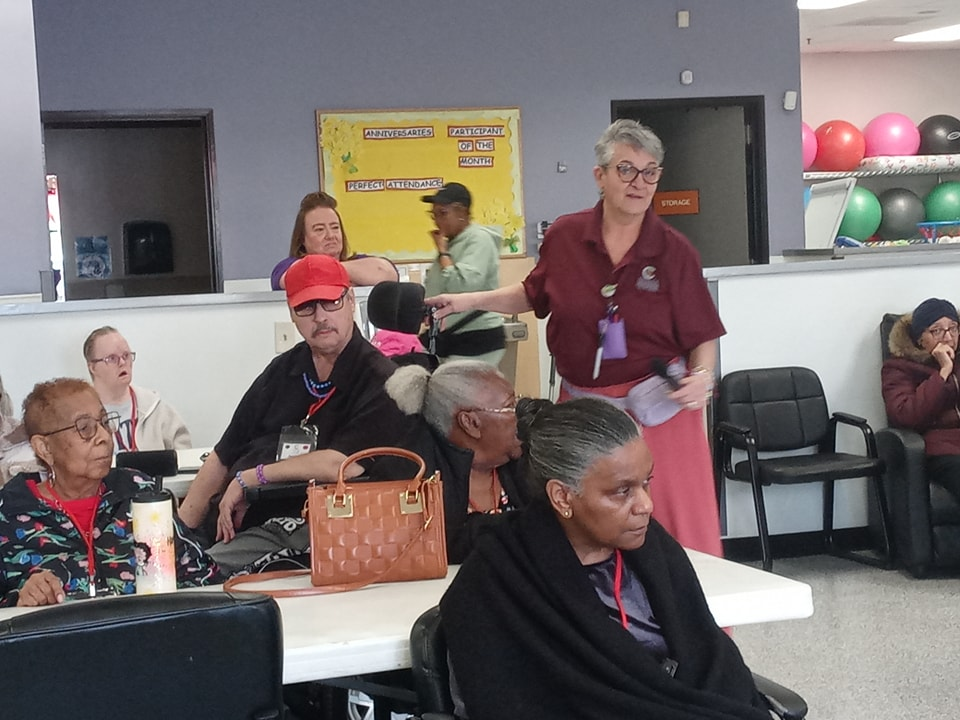 ANNIVERSARIES
PARTICIPANT
OF THE
MONTH
PERFECT ATTENDANCE
STORAGE